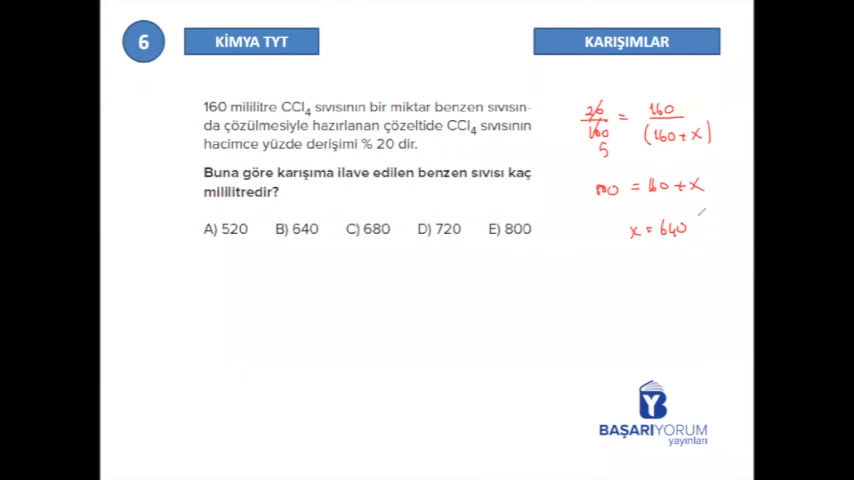 6
KİMYA TYT
KARIŞIMLAR
160 mililitre CCl₄ sıvısının bir miktar benzen sıvısın-
da çözülmesiyle hazırlanan çözeltide CCl₄ sıvısının
hacimce yüzde derişimi % 20 dir.
Buna göre karışıma ilave edilen benzen sıvısı kaç
mililitredir?
A) 520 B) 640 C) 680 D) 720 E) 800
20/100 = 160/(160+x)
5
800 = 160 + x
x = 640
BAŞARIYORUM
yayınları